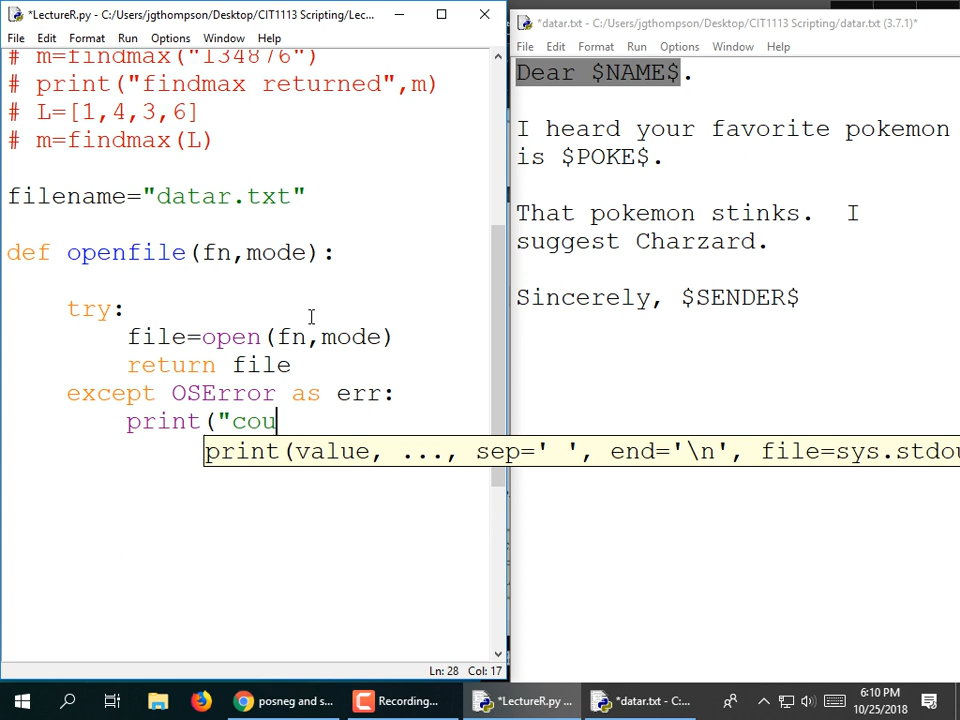 *LectureR.py - C:/Users/jgthompson/Desktop/CIT1113 Scripting/Lec...
File Edit Format Run Options Window Help
# m=findmax("134876")
# print("findmax returned",m)
# L=[1,4,3,6]
# m=findmax(L)
filename="datar.txt"
def openfile(fn,mode):
try:
file=open(fn,mode)
return file
except OSError as err:
print("cou
print(value, ..., sep=' ', end='\n', file=sys.stdou
Ln: 28 Col: 17
*datar.txt - C:/Users/jgthompson/Desktop/CIT1113 Scripting/datar.txt (3.7.1)*
File Edit Format Run Options Window Help
Dear $NAME$.
I heard your favorite pokemon
is $POKE$.
That pokemon stinks. I
suggest Charzard.
Sincerely, $SENDER$
posneg and s...
Recording...
*LectureR.py ...
*datar.txt - C:...
6:10 PM
10/25/2018